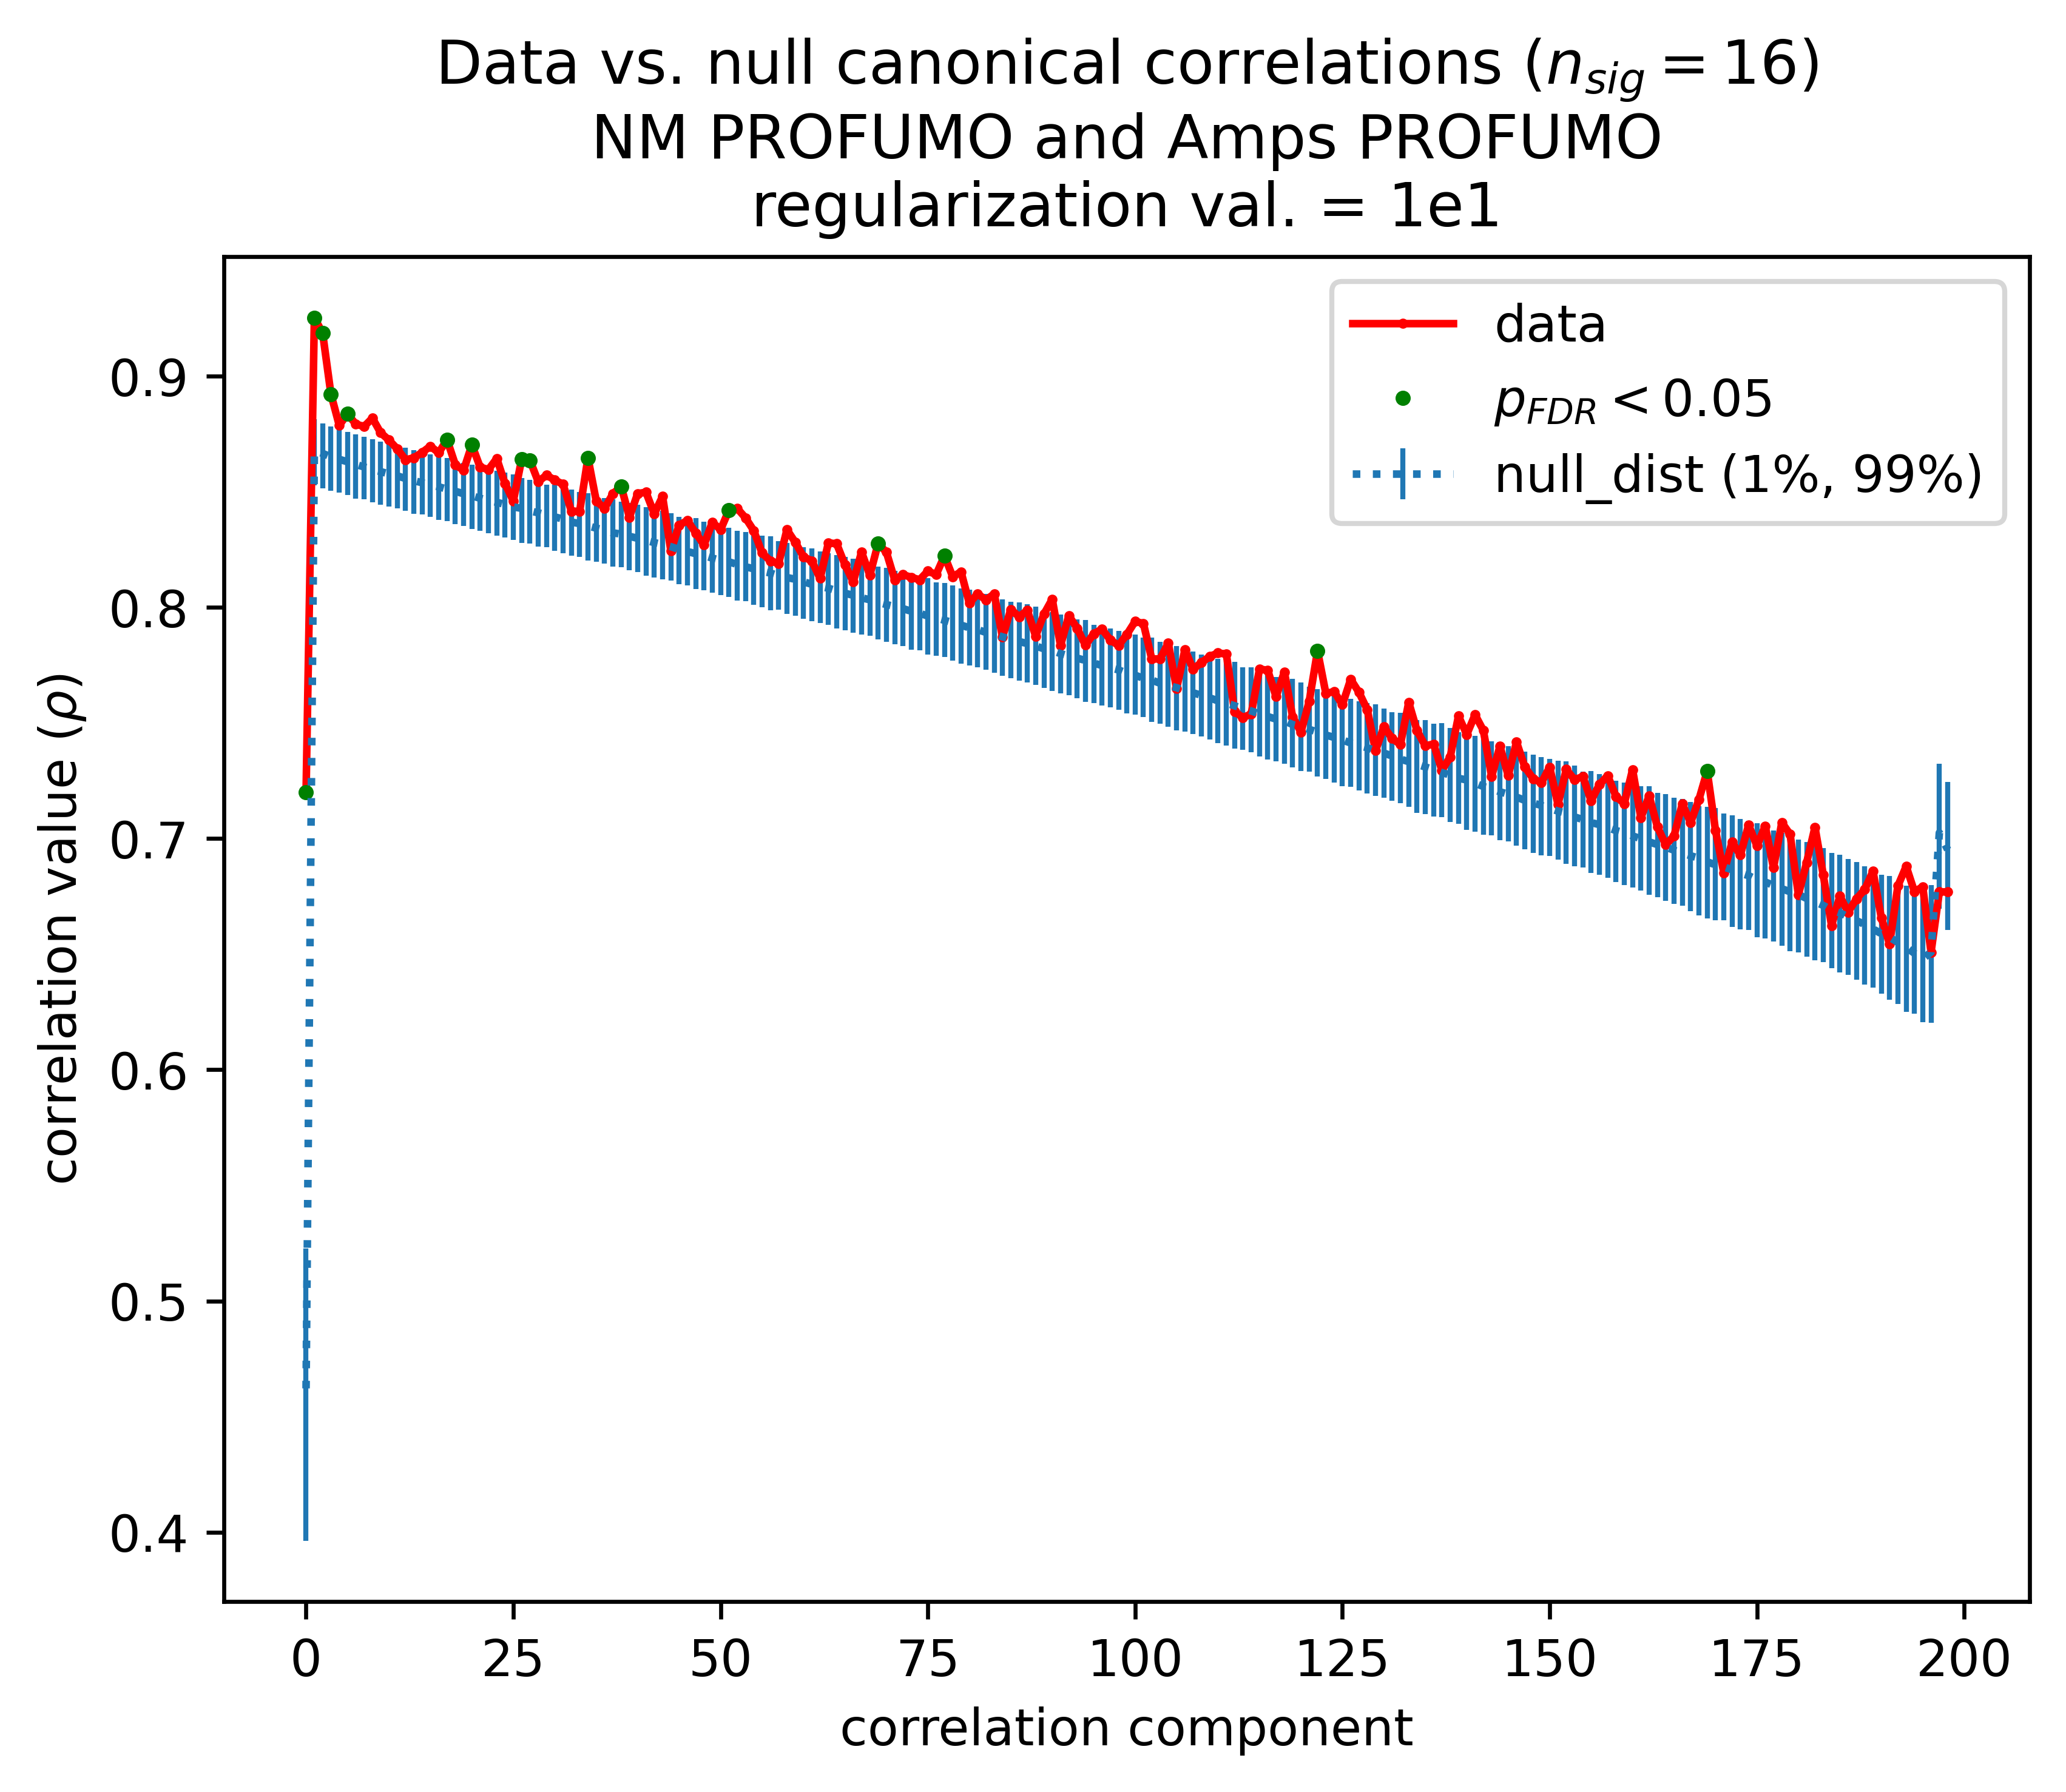 Data vs. null canonical correlations (n_sig = 16)
NM PROFUMO and Amps PROFUMO
regularization val. = 1e1
data
p_FDR < 0.05
null_dist (1%, 99%)
correlation value (ρ)
0.9
0.8
0.7
0.6
0.5
0.4
0 25 50 75 100 125 150 175 200
correlation component